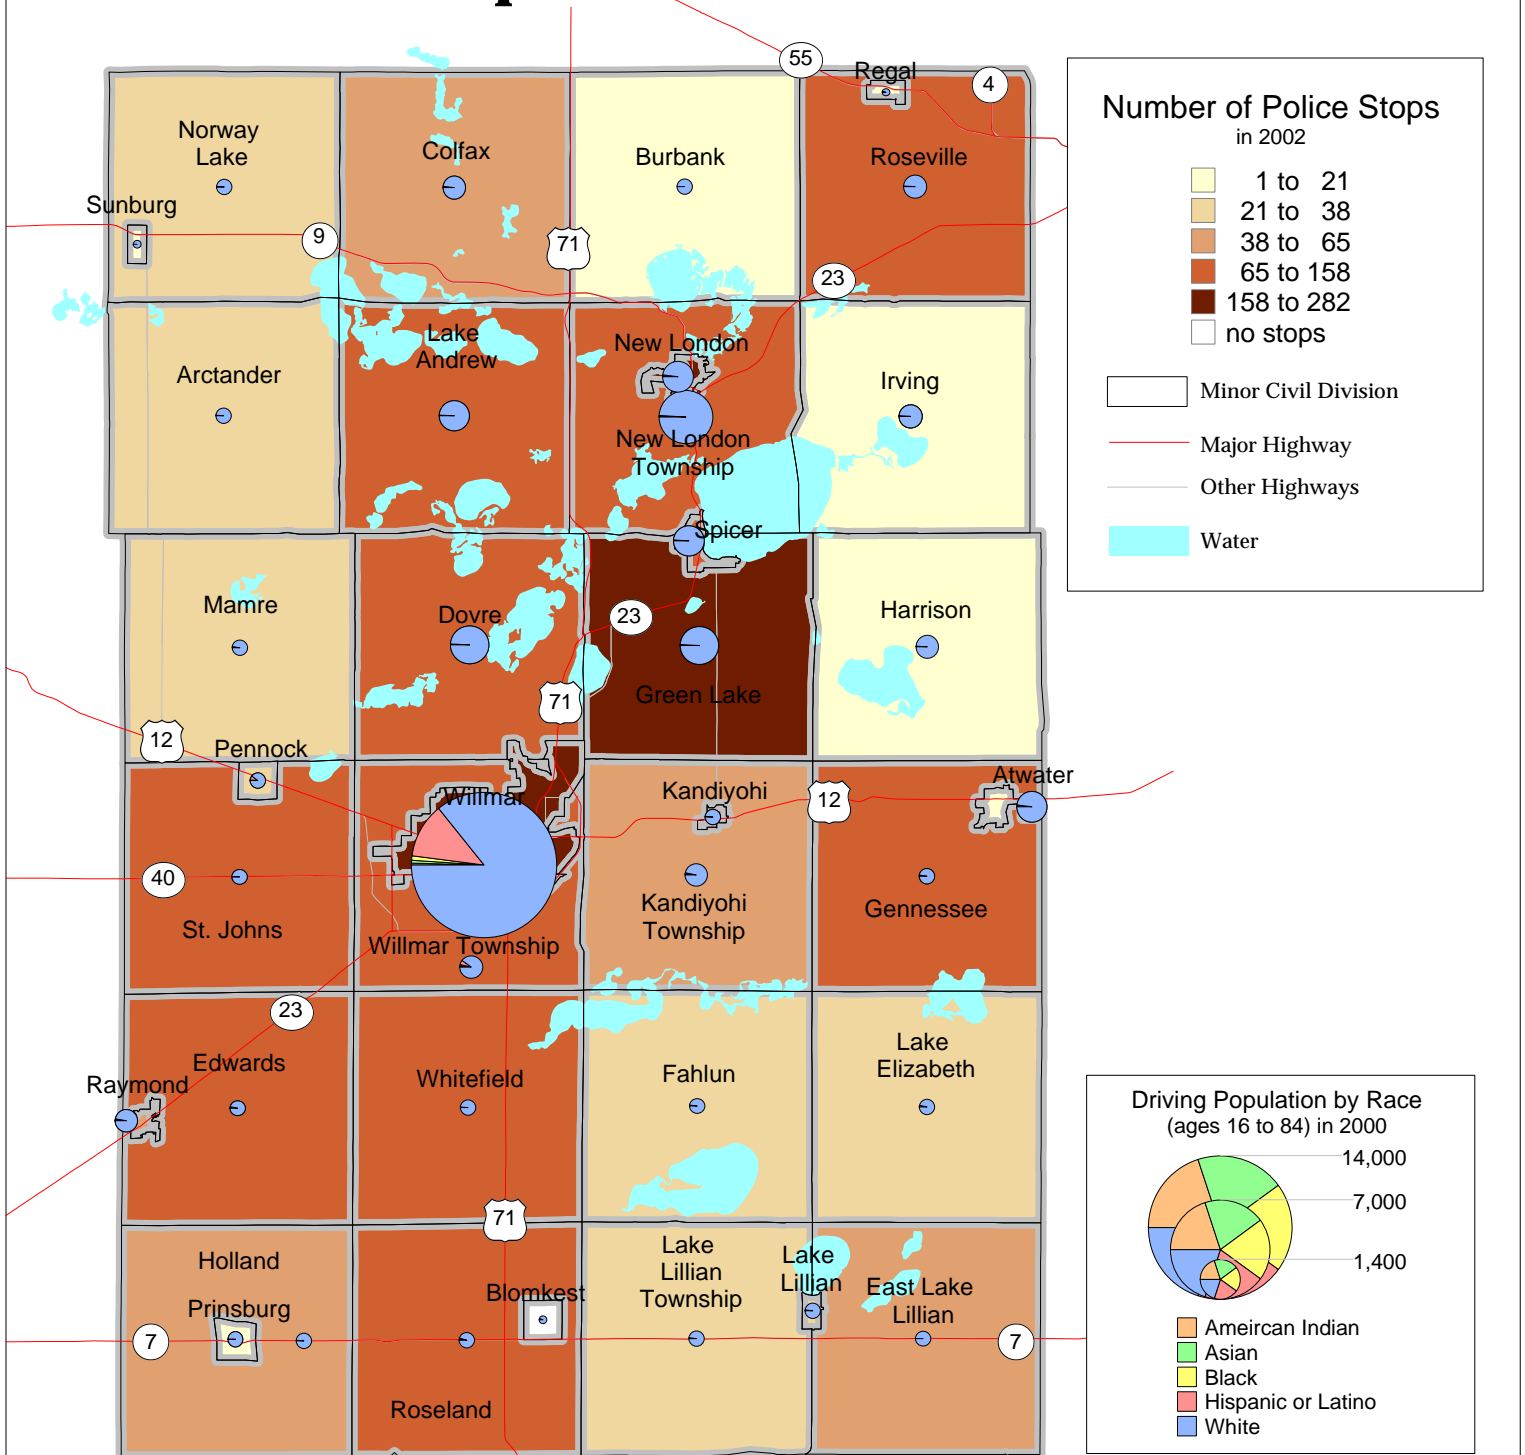 55
Regal
4
Norway
Lake
Colfax
Burbank
Roseville
Sunburg
9
71
23
Lake
Andrew
New London
Arctander
Irving
New London
Township
Spicer
Mamre
Dovre
23
Harrison
Green Lake
71
12
Pennock
Willmar
Kandiyohi
12
Atwater
40
Kandiyohi
Township
Gennessee
St. Johns
Willmar Township
23
Edwards
Raymond
Whitefield
Fahlun
Lake
Elizabeth
71
Holland
Prinsburg
Blomkest
Lake
Lillian
Township
Lake
Lillian
East Lake
Lillian
7
7
Roseland
Number of Police Stops
in 2002
1 to 21
21 to 38
38 to 65
65 to 158
158 to 282
no stops
Minor Civil Division
Major Highway
Other Highways
Water
Driving Population by Race
(ages 16 to 84) in 2000
14,000
7,000
1,400
Ameircan Indian
Asian
Black
Hispanic or Latino
White